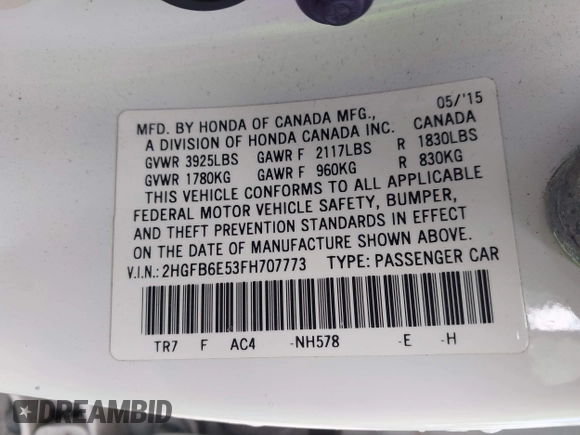 MFD. BY HONDA OF CANADA MFG., 05/'15
A DIVISION OF HONDA CANADA INC. CANADA
GVWR 3925LBS GAWR F 2117LBS R 1830LBS
GVWR 1780KG GAWR F 960KG R 830KG
THIS VEHICLE CONFORMS TO ALL APPLICABLE
FEDERAL MOTOR VEHICLE SAFETY, BUMPER,
AND THEFT PREVENTION STANDARDS IN EFFECT
ON THE DATE OF MANUFACTURE SHOWN ABOVE.
V.I.N.: 2HGFB6E53FH707773 TYPE: PASSENGER CAR
TR7 F AC4 -NH578 -E -H
DREAMBID